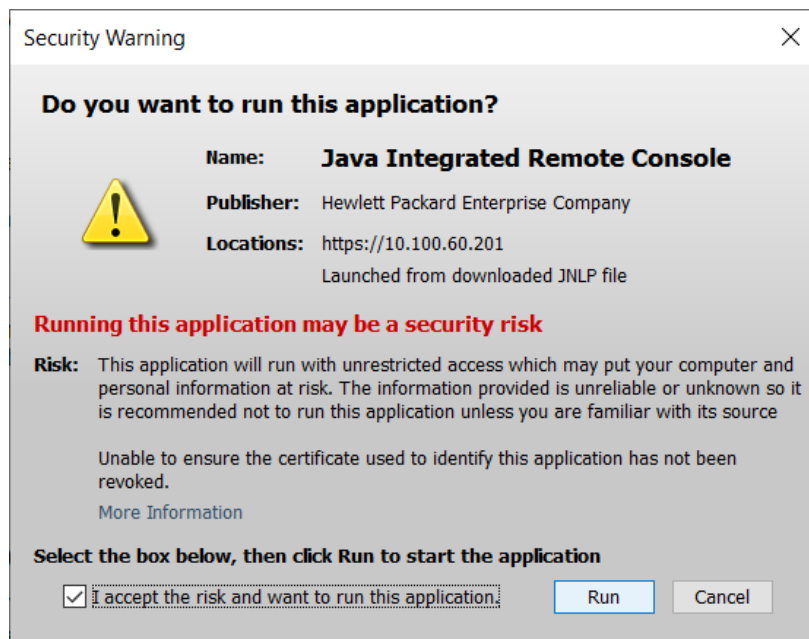 Security Warning
Do you want to run this application?
Name: Java Integrated Remote Console
Publisher: Hewlett Packard Enterprise Company
Locations: https://10.100.60.201
Launched from downloaded JNLP file
Running this application may be a security risk
Risk: This application will run with unrestricted access which may put your computer and
personal information at risk. The information provided is unreliable or unknown so it
is recommended not to run this application unless you are familiar with its source
Unable to ensure the certificate used to identify this application has not been
revoked.
More Information
Select the box below, then click Run to start the application
I accept the risk and want to run this application. Run Cancel